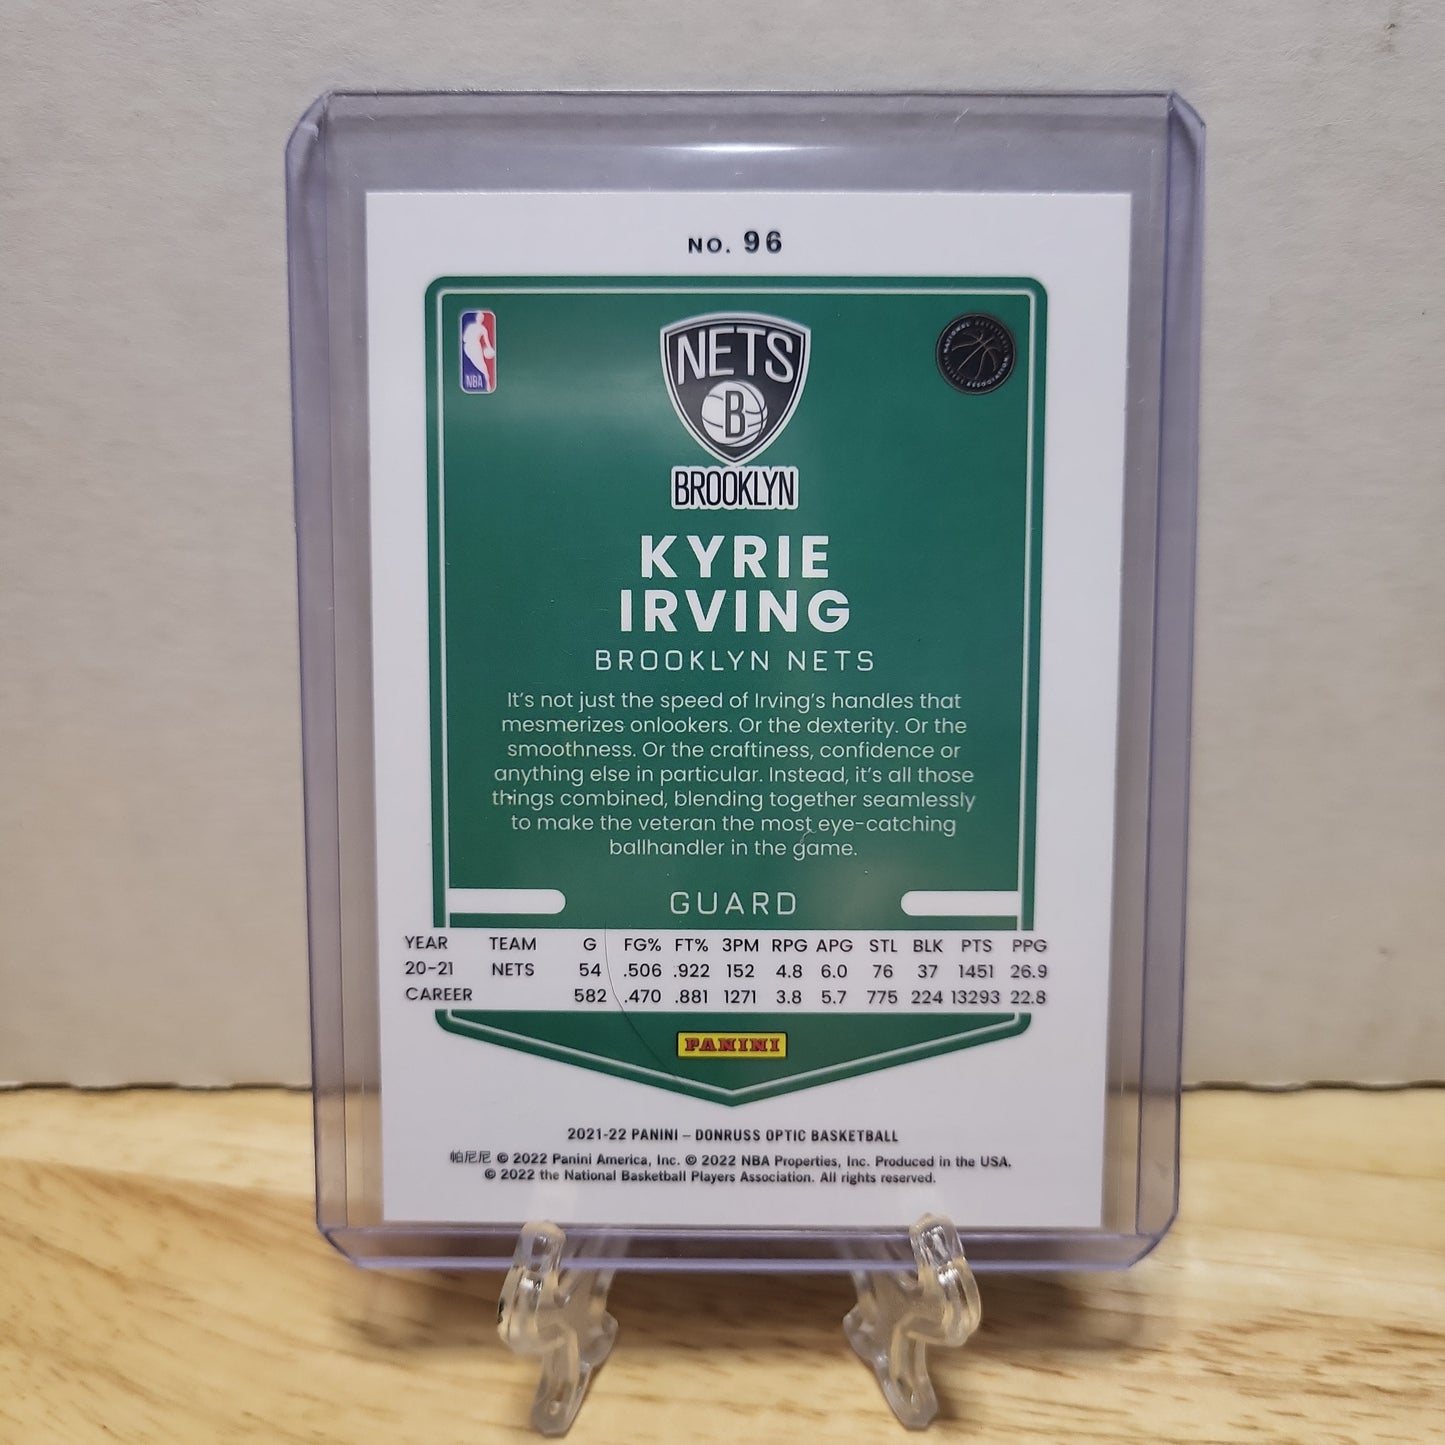 NO. 96
NBA
NETS
B
BROOKLYN
KYRIE
IRVING
BROOKLYN NETS
It's not just the speed of Irving's handles that
mesmerizes onlookers. Or the dexterity. Or the
smoothness. Or the craftiness, confidence or
anything else in particular. Instead, it's all those
things combined, blending together seamlessly
to make the veteran the most eye-catching
ballhandler in the game.
GUARD
YEAR TEAM G FG% FT% 3PM RPG APG STL BLK PTS PPG
20-21 NETS 54 .506 .922 152 4.8 6.0 76 37 1451 26.9
CAREER 582 .470 .881 1271 3.8 5.7 775 224 13293 22.8
PANINI
2021-22 PANINI – DONRUSS OPTIC BASKETBALL
帕尼尼 © 2022 Panini America, Inc. © 2022 NBA Properties, Inc. Produced in the USA.
© 2022 the National Basketball Players Association. All rights reserved.